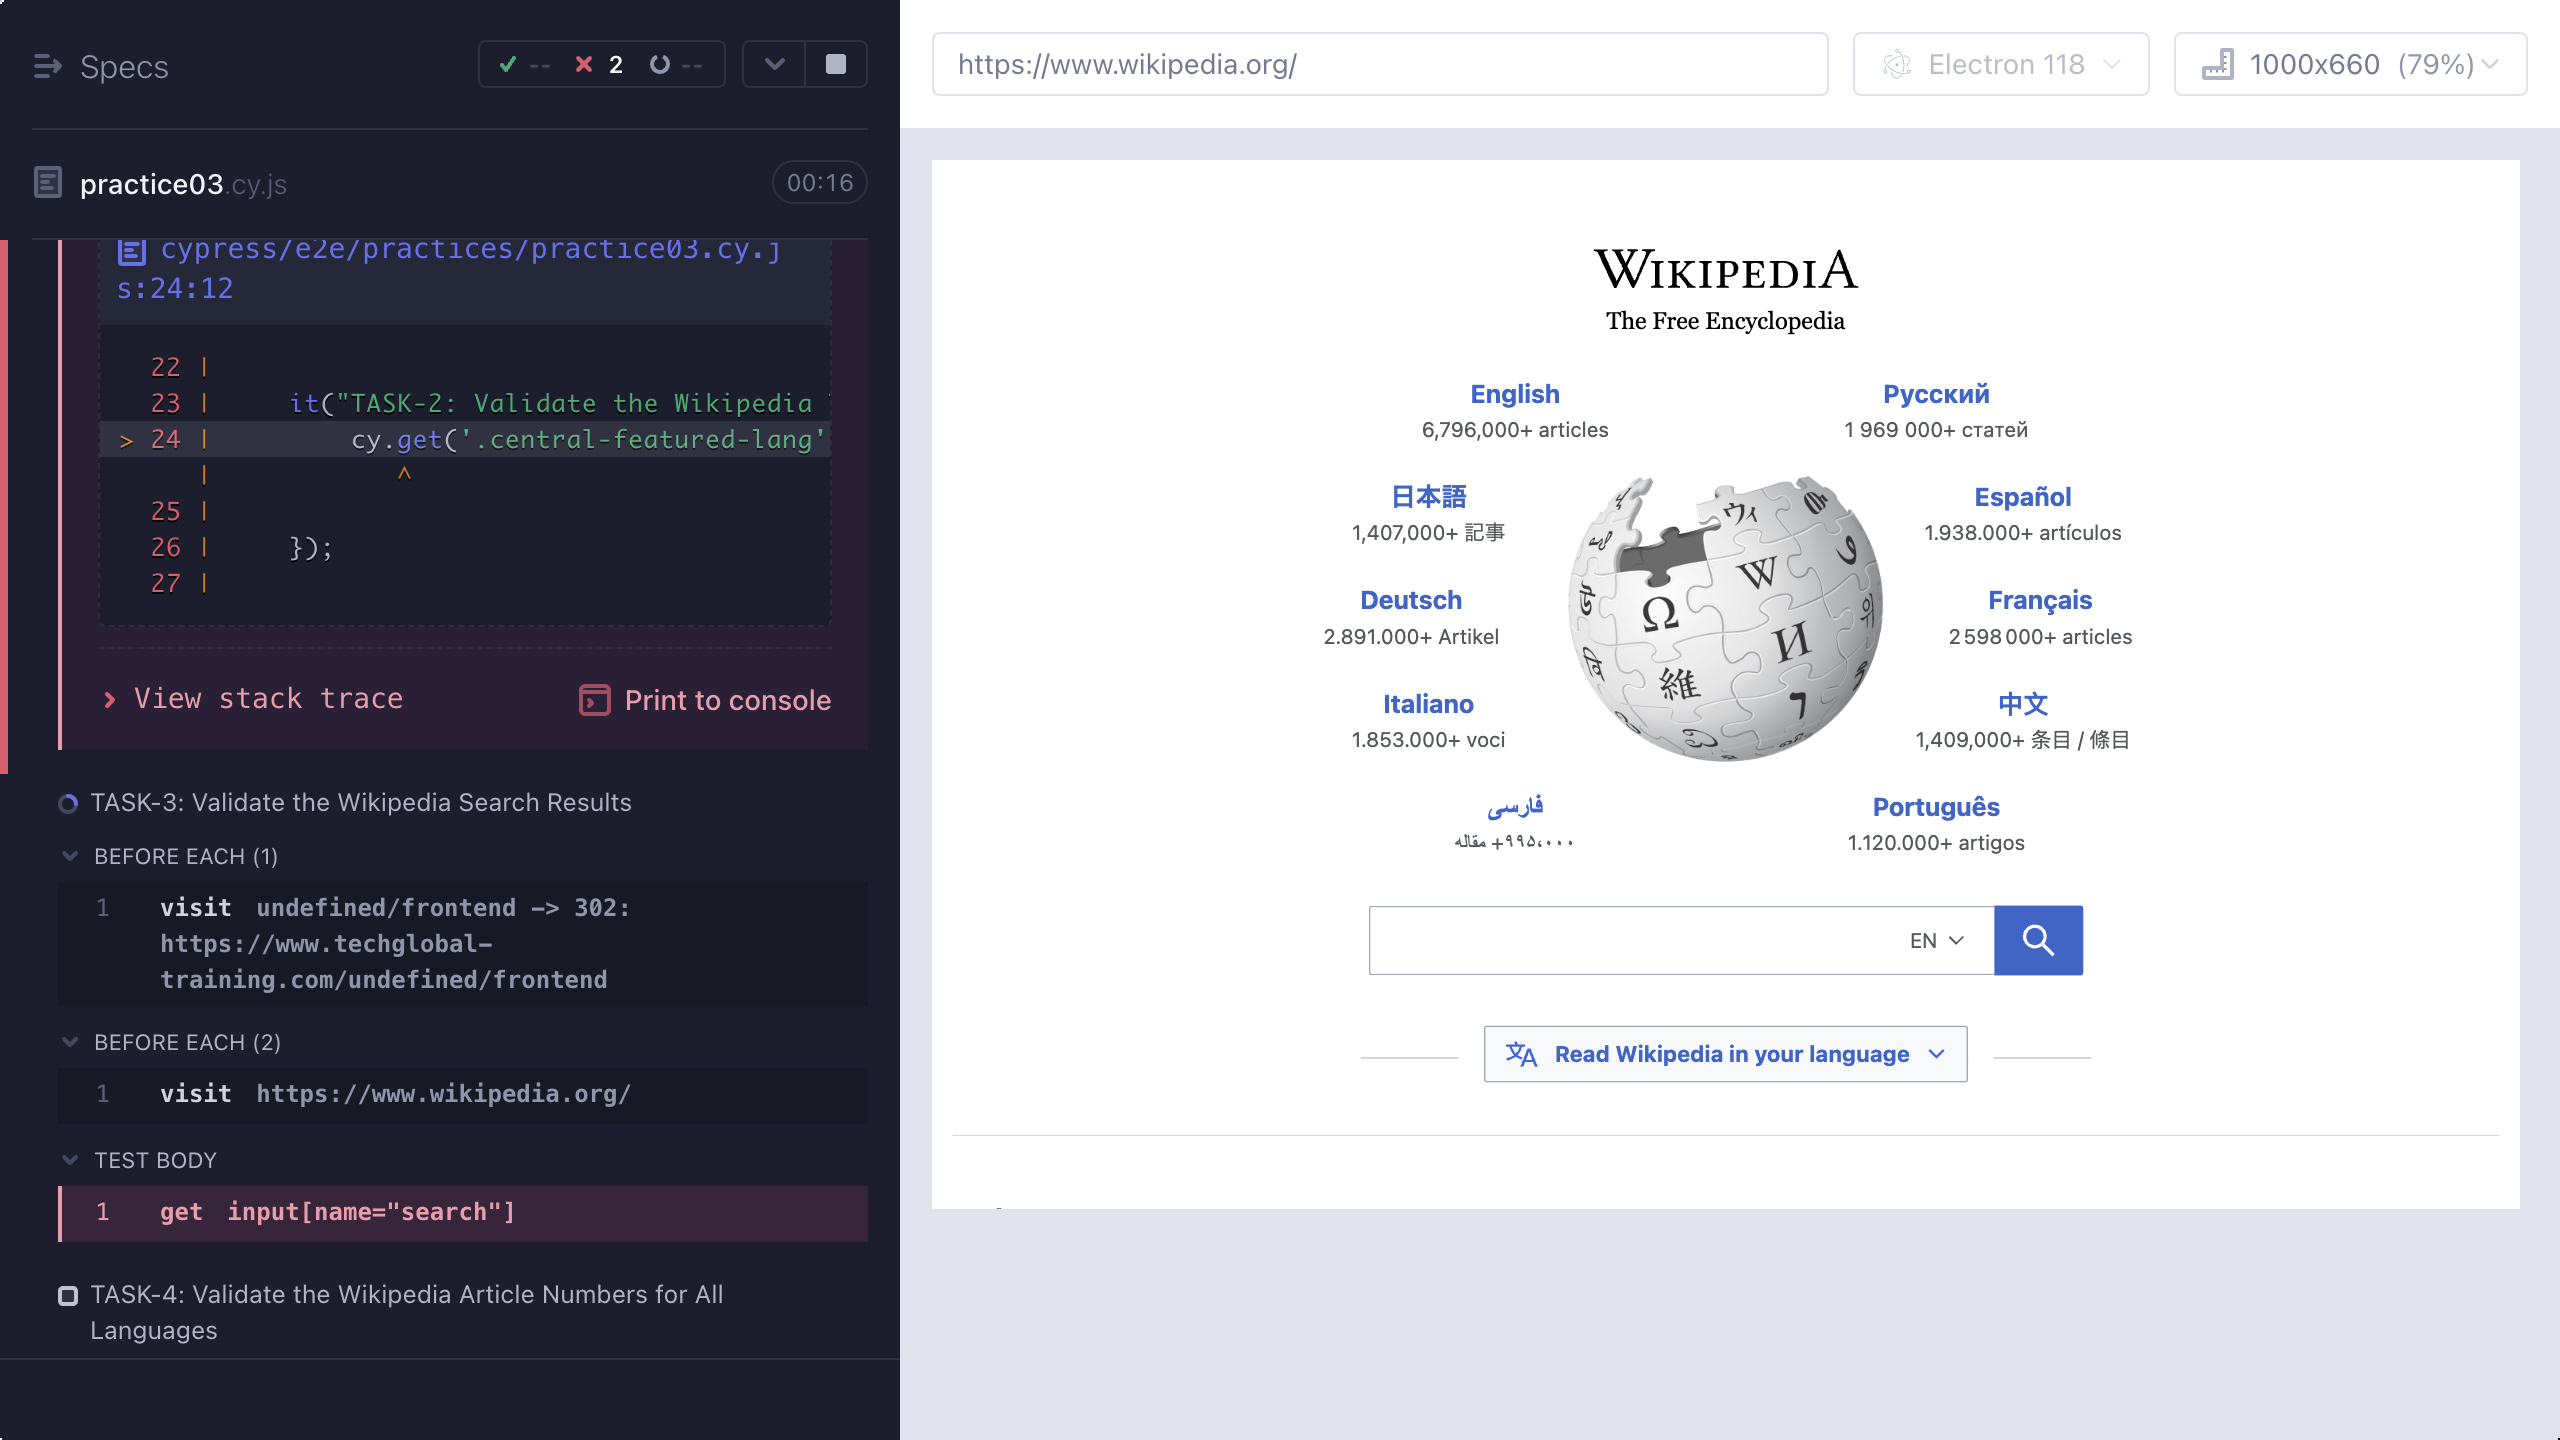 Specs
-- 2 --
practice03.cy.js
00:16
cypress/e2e/practices/practice03.cy.j
s:24:12
22 |
23 | it("TASK-2: Validate the Wikipedia
> 24 | cy.get('.central-featured-lang'
| ^
25 |
26 | });
27 |
> View stack trace
Print to console
TASK-3: Validate the Wikipedia Search Results
BEFORE EACH (1)
1 visit undefined/frontend -> 302:
https://www.techglobal-
training.com/undefined/frontend
BEFORE EACH (2)
1 visit https://www.wikipedia.org/
TEST BODY
1 get input[name="search"]
TASK-4: Validate the Wikipedia Article Numbers for All
Languages
https://www.wikipedia.org/
Electron 118
1000x660 (79%)
WIKIPEDIA
The Free Encyclopedia
English
6,796,000+ articles
Русский
1 969 000+ статей
日本語
1,407,000+ 記事
Español
1.938.000+ artículos
Deutsch
2.891.000+ Artikel
Français
2 598 000+ articles
Italiano
1.853.000+ voci
中文
1,409,000+ 条目 / 條目
فارسی
۹۹۵٬۰۰۰+ مقاله
Português
1.120.000+ artigos
Ω
W
И
維
ウィ
EN
Read Wikipedia in your language